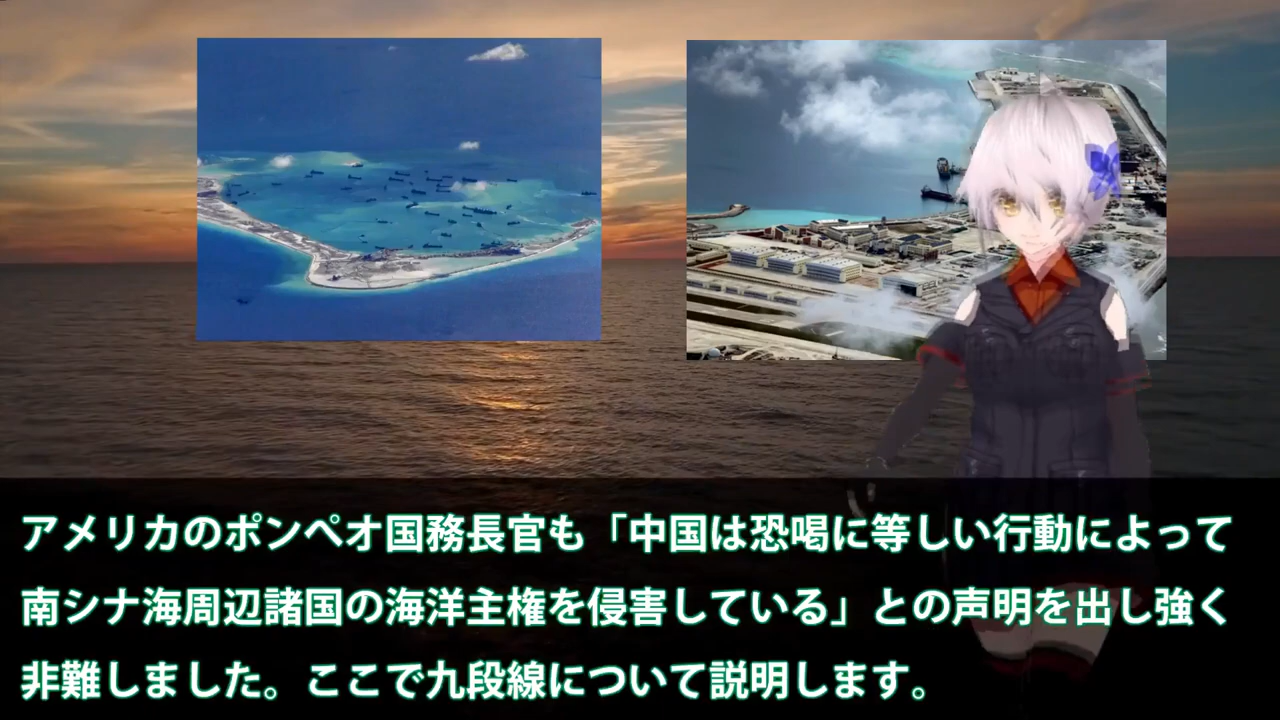 アメリカのポンペオ国務長官も「中国は恐喝に等しい行動によって
南シナ海周辺諸国の海洋主権を侵害している」との声明を出し強く
非難しました。ここで九段線について説明します。